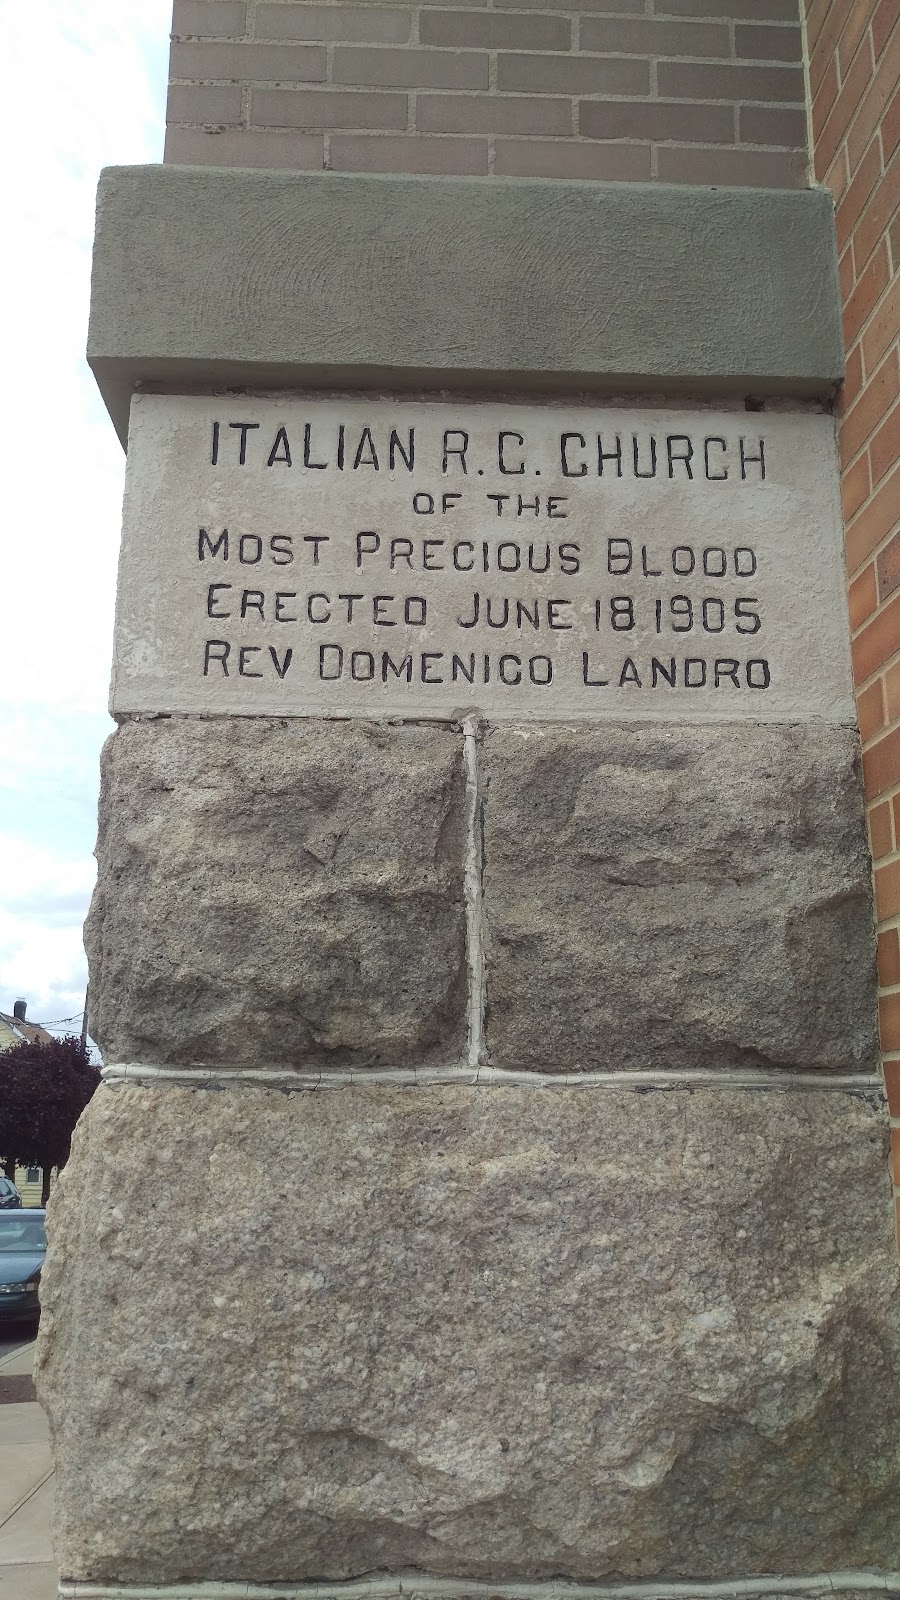 ITALIAN R.C. CHURCH
OF THE
MOST PRECIOUS BLOOD
ERECTED JUNE 18 1905
REV DOMENICO LANDRO